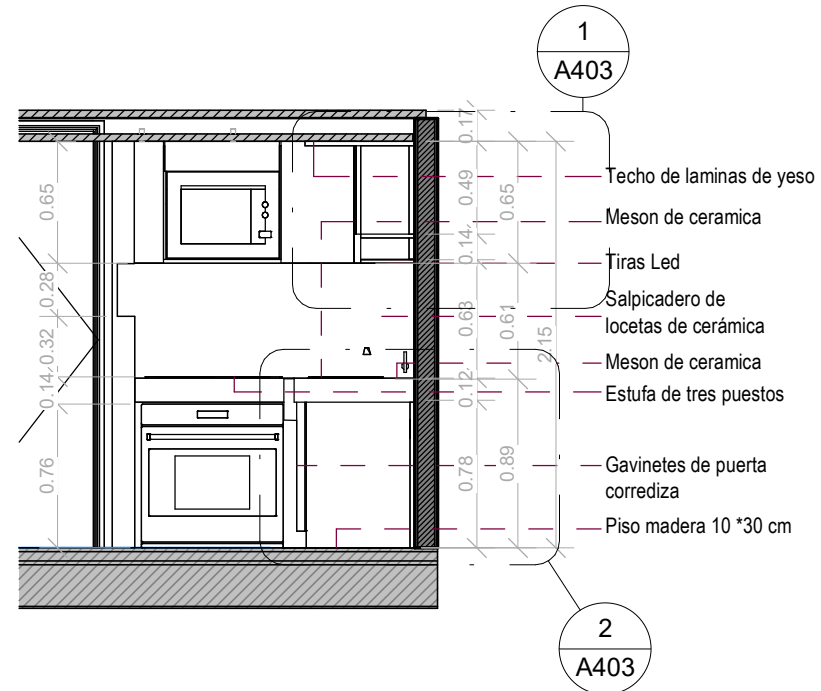 1
A403
0.17
0.65
0.49
0.65
Techo de laminas de yeso
Meson de ceramica
0.14
Tiras Led
0.28
Salpicadero de
locetas de cerámica
0.32
0.63
0.61
2.15
Meson de ceramica
0.14
0.12
Estufa de tres puestos
0.76
0.78
0.89
Gavinetes de puerta
corrediza
Piso madera 10 *30 cm
2
A403